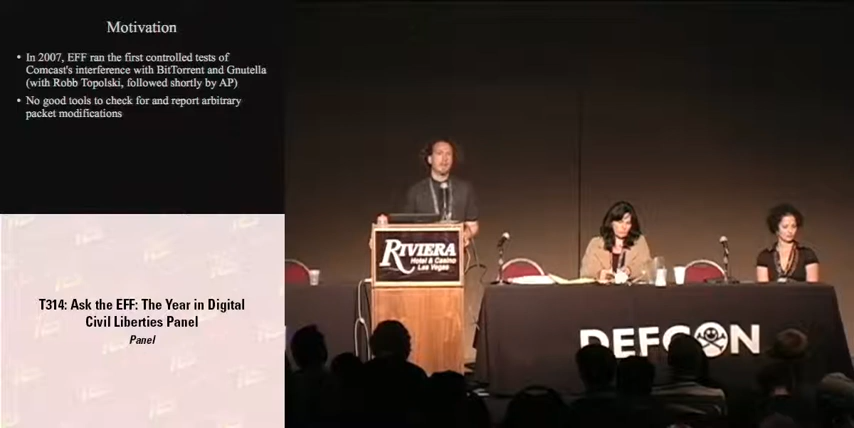 Motivation
• In 2007, EFF ran the first controlled tests of
Comcast's interference with BitTorrent and Gnutella
(with Robb Topolski, followed shortly by AP)
• No good tools to check for and report arbitrary
packet modifications
T314: Ask the EFF: The Year in Digital
Civil Liberties Panel
Panel
RIVIERA
Hotel & Casino
Las Vegas
DEFCON